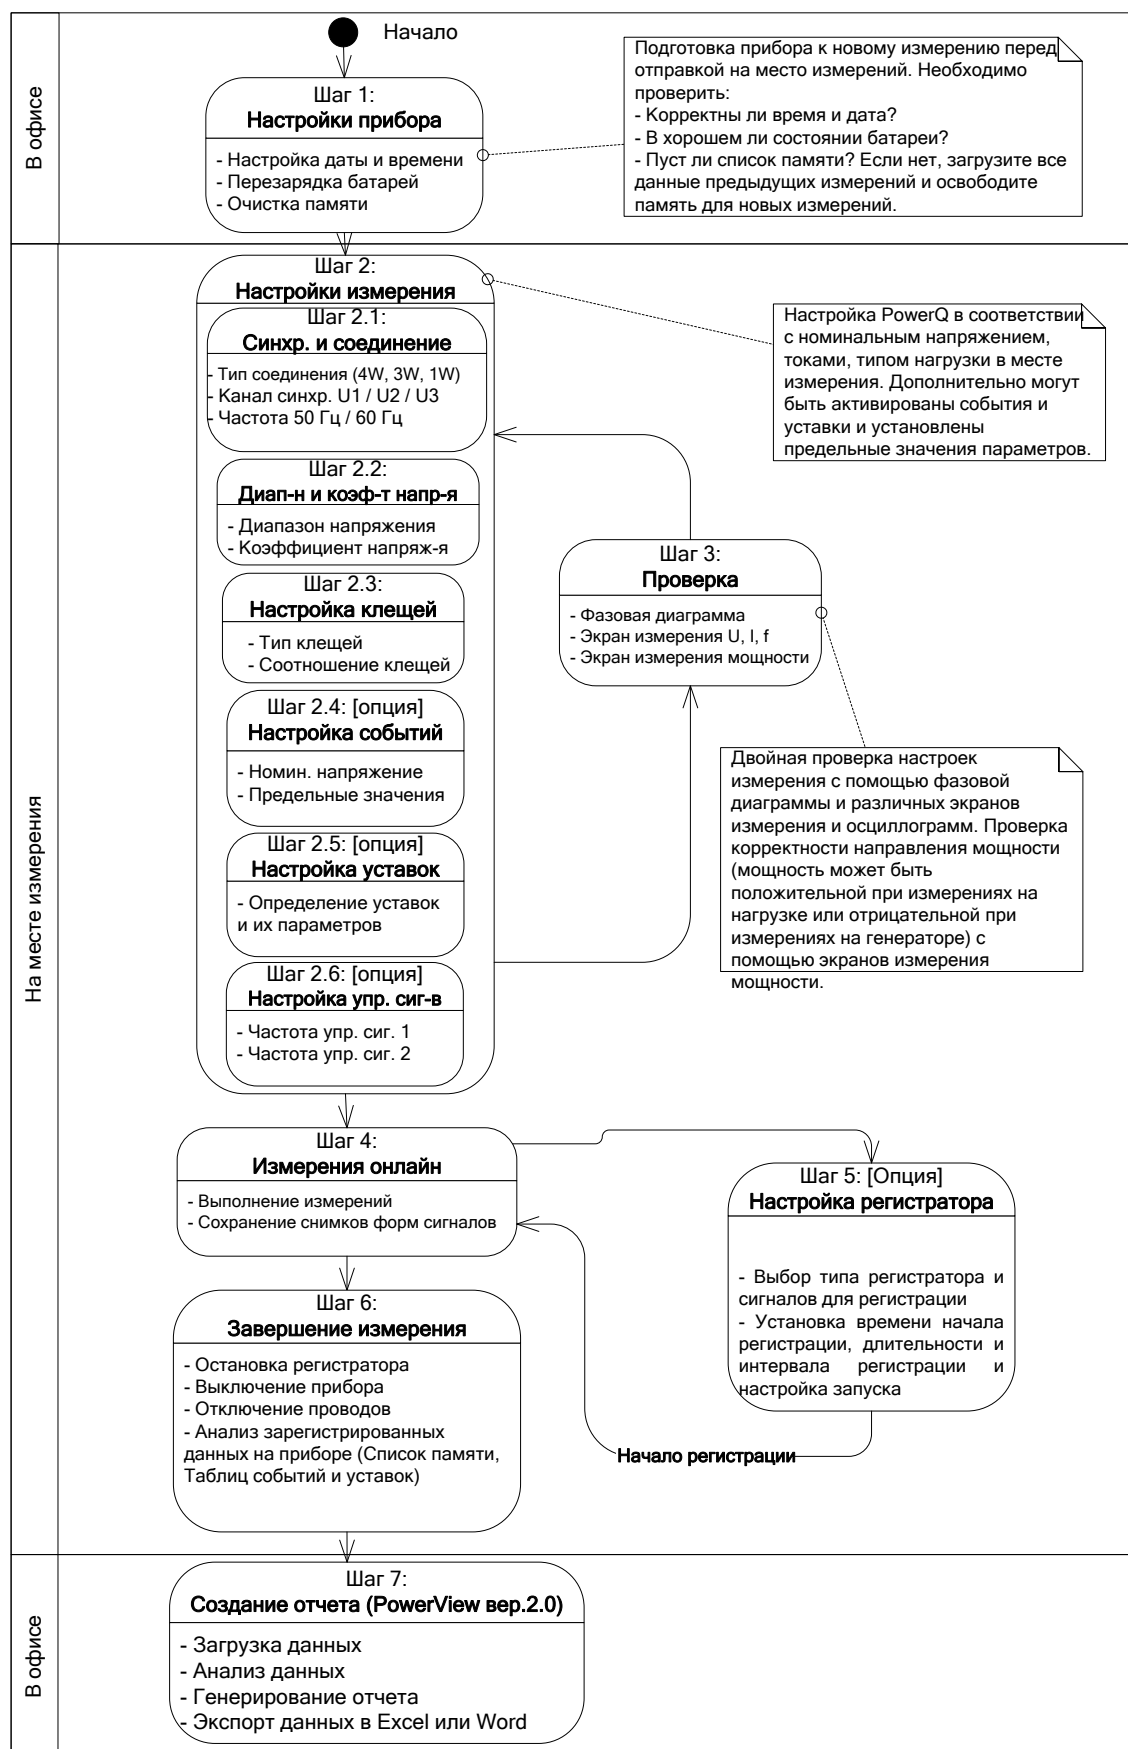 Начало
В офисе
Шаг 1:
Настройки прибора
- Настройка даты и времени
- Перезарядка батарей
- Очистка памяти
Подготовка прибора к новому измерению перед
отправкой на место измерений. Необходимо
проверить:
- Корректны ли время и дата?
- В хорошем ли состоянии батареи?
- Пуст ли список памяти? Если нет, загрузите все
данные предыдущих измерений и освободите
память для новых измерений.
На месте измерения
Шаг 2:
Настройки измерения
Шаг 2.1:
Синхр. и соединение
- Тип соединения (4W, 3W, 1W)
- Канал синхр. U1 / U2 / U3
- Частота 50 Гц / 60 Гц
Настройка PowerQ в соответствии
с номинальным напряжением,
токами, типом нагрузки в месте
измерения. Дополнительно могут
быть активированы события и
уставки и установлены
предельные значения параметров.
Шаг 2.2:
Диап-н и коэф-т напр-я
- Диапазон напряжения
- Коэффициент напряж-я
Шаг 2.3:
Настройка клещей
- Тип клещей
- Соотношение клещей
Шаг 3:
Проверка
- Фазовая диаграмма
- Экран измерения U, I, f
- Экран измерения мощности
Шаг 2.4: [опция]
Настройка событий
- Номин. напряжение
- Предельные значения
Двойная проверка настроек
измерения с помощью фазовой
диаграммы и различных экранов
измерения и осциллограмм. Проверка
корректности направления мощности
(мощность может быть
положительной при измерениях на
нагрузке или отрицательной при
измерениях на генераторе) с
помощью экранов измерения
мощности.
Шаг 2.5: [опция]
Настройка уставок
- Определение уставок
и их параметров
Шаг 2.6: [опция]
Настройка упр. сиг-в
- Частота упр. сиг. 1
- Частота упр. сиг. 2
Шаг 4:
Измерения онлайн
- Выполнение измерений
- Сохранение снимков форм сигналов
Шаг 5: [Опция]
Настройка регистратора
- Выбор типа регистратора и
сигналов для регистрации
- Установка времени начала
регистрации, длительности и
интервала регистрации и
настройка запуска
Начало регистрации
Шаг 6:
Завершение измерения
- Остановка регистратора
- Выключение прибора
- Отключение проводов
- Анализ зарегистрированных
данных на приборе (Список памяти,
Таблиц событий и уставок)
В офисе
Шаг 7:
Создание отчета (PowerView вер.2.0)
- Загрузка данных
- Анализ данных
- Генерирование отчета
- Экспорт данных в Excel или Word